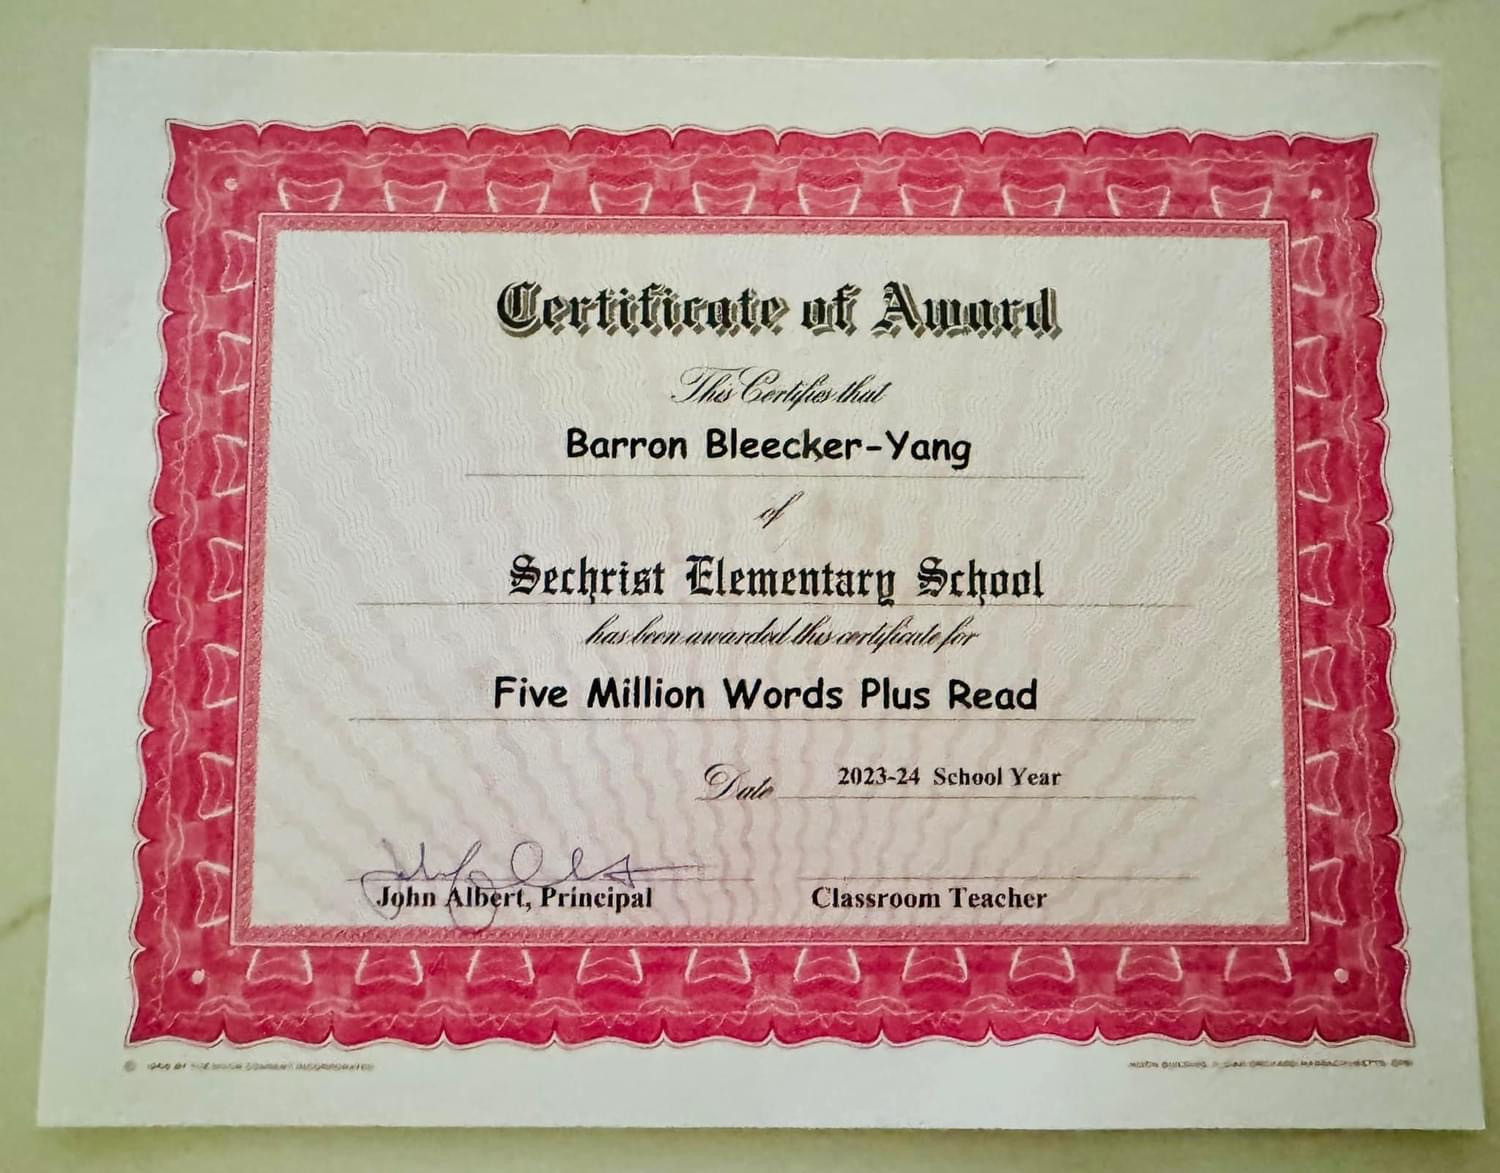 Certificate of Award
This Certifies that
Barron Bleecker-Yang
of
Sechrist Elementary School
has been awarded this certificate for
Five Million Words Plus Read
Date 2023-24 School Year
John Albert, Principal Classroom Teacher